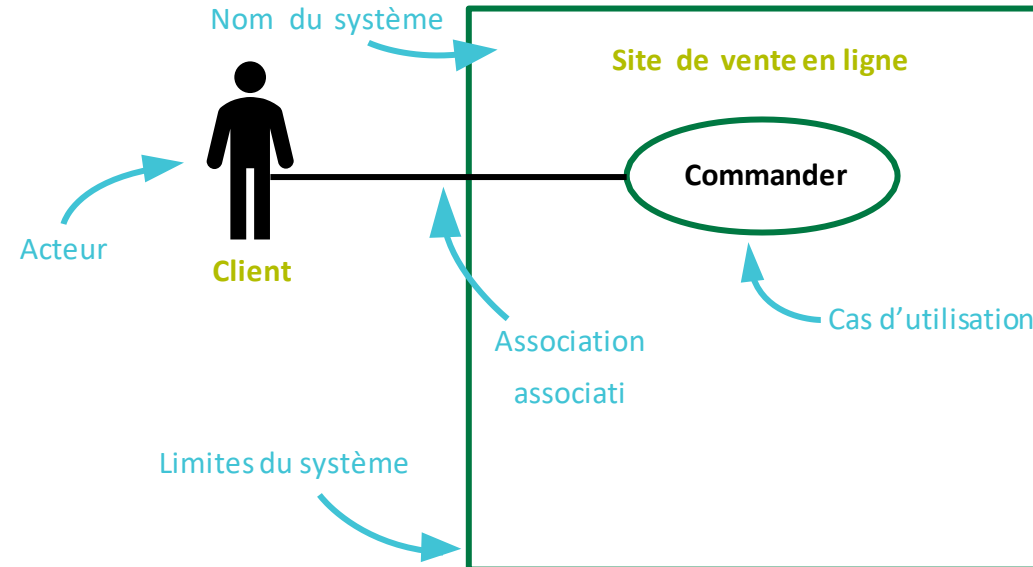 Nom du système
Site de vente en ligne
Commander
Acteur
Client
Cas d’utilisation
Association
associati
Limites du système